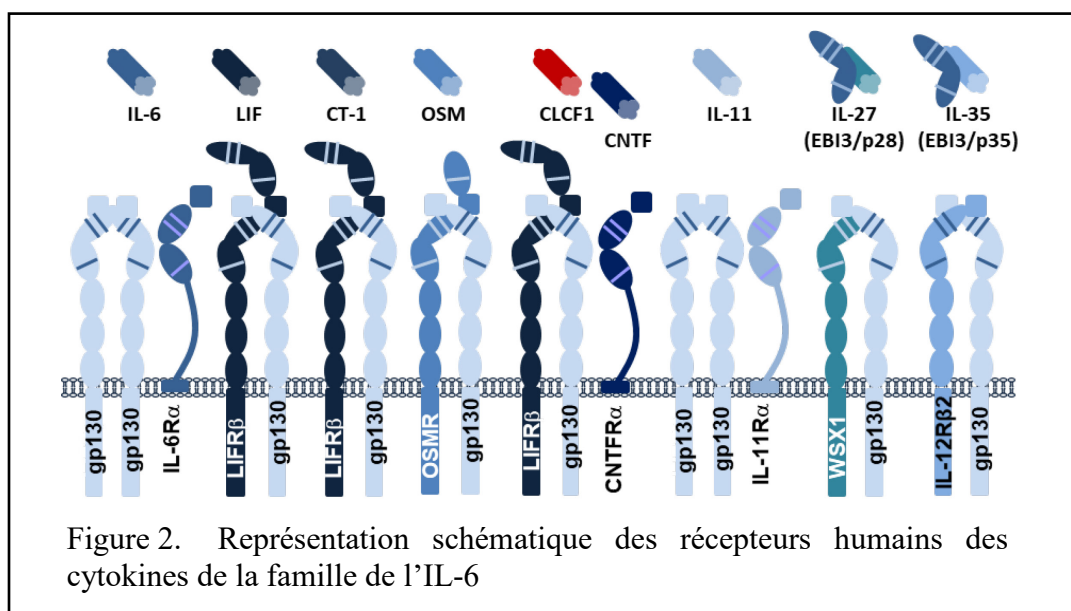 IL-6
LIF
CT-1
OSM
CLCF1
CNTF
IL-11
IL-27
(EBI3/p28)
IL-35
(EBI3/p35)
gp130
gp130
IL-6Rα
LIFRβ
gp130
LIFRβ
gp130
OSMR
gp130
LIFRβ
gp130
CNTFRα
gp130
gp130
IL-11Rα
WSX1
gp130
IL-12Rβ2
gp130
Figure 2. Représentation schématique des récepteurs humains des
cytokines de la famille de l’IL-6